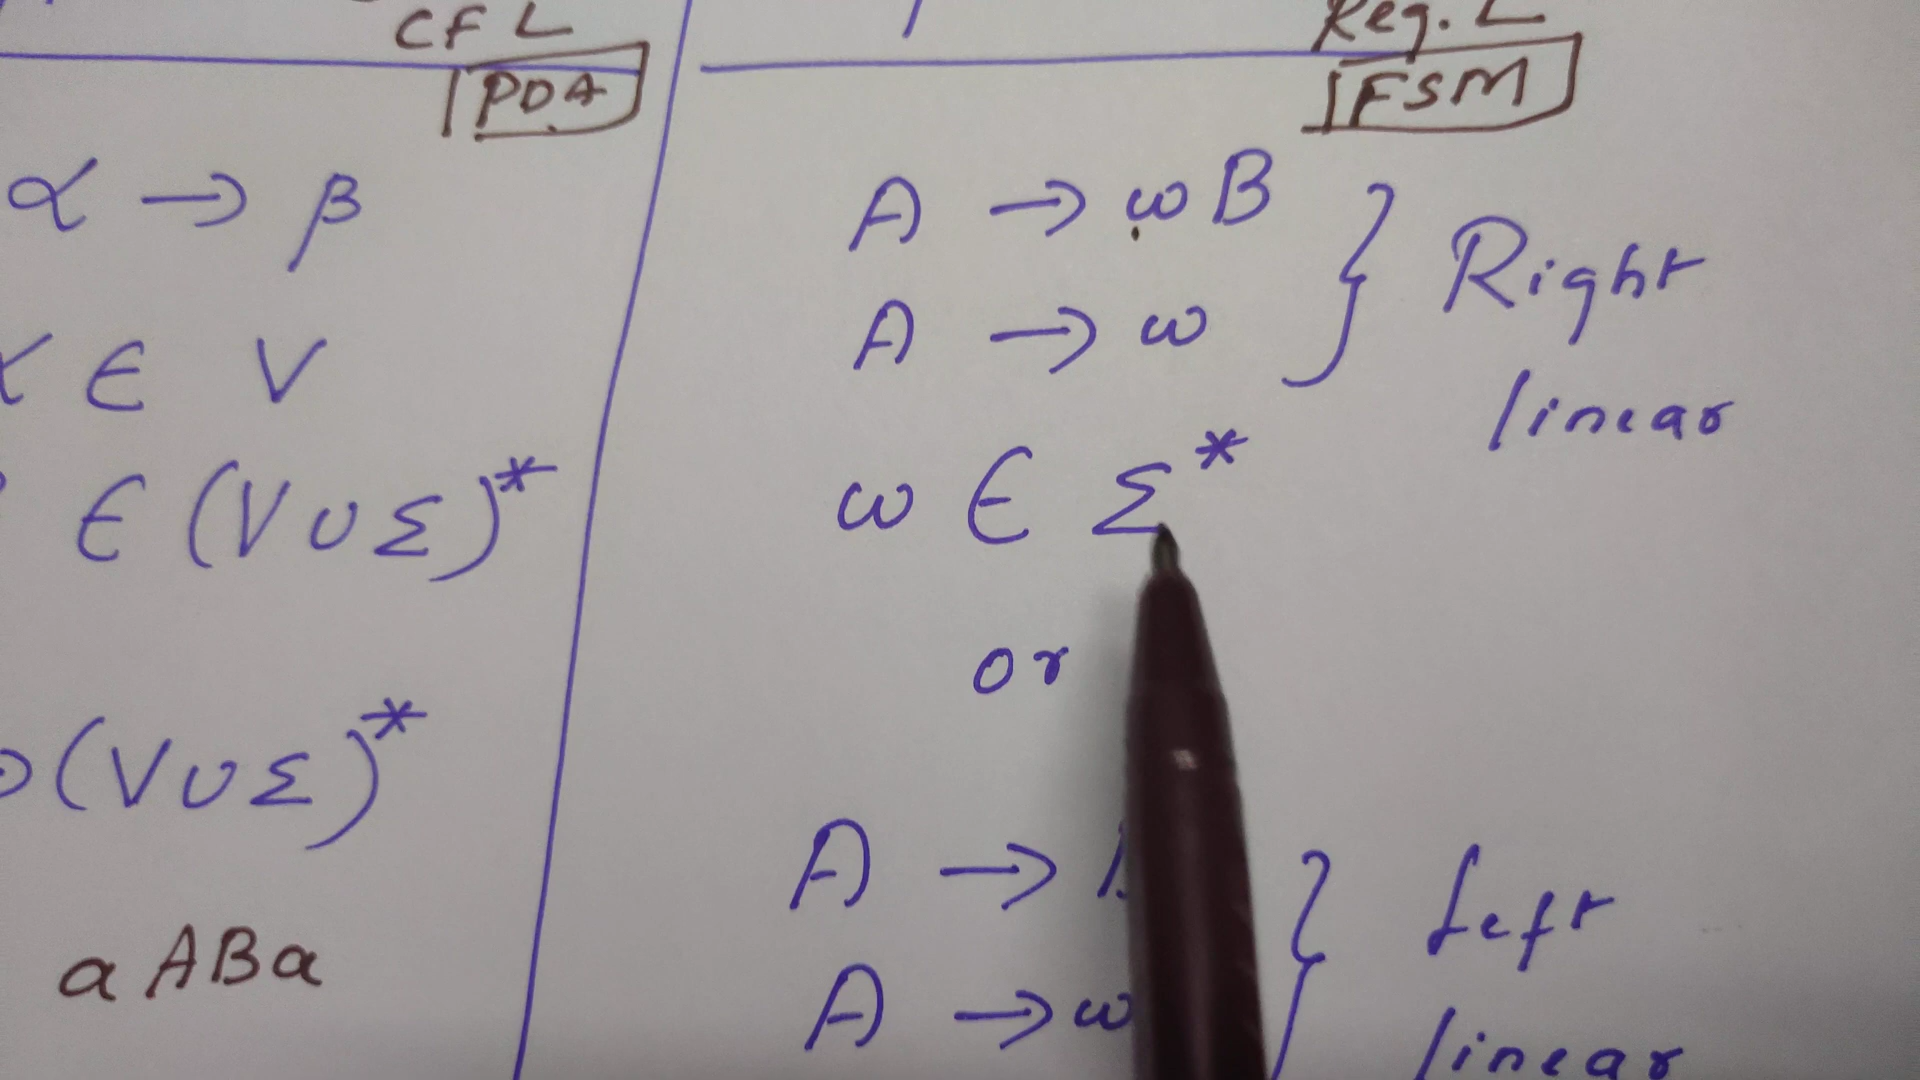 CFL
PDA
α → β
∈ V
∈ (V ∪ Σ)*
(V ∪ Σ)*
aABa
Reg. L
FSM
A → ωB
A → ω
} Right
linear
ω ∈ Σ*
or
A →
A → ω
} Left
linear